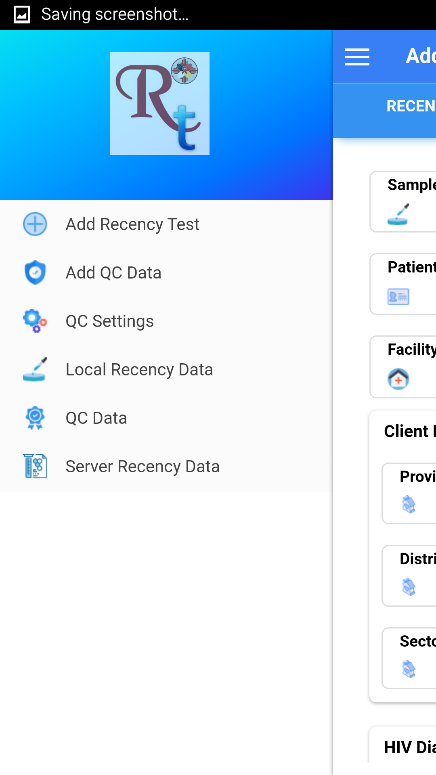 Saving screenshot...
Rt
Add Recency Test
Add QC Data
QC Settings
Local Recency Data
QC Data
Server Recency Data
Add
RECEN
Sample
Patient
Facility
Client
Provi
Distri
Secto
HIV Dia